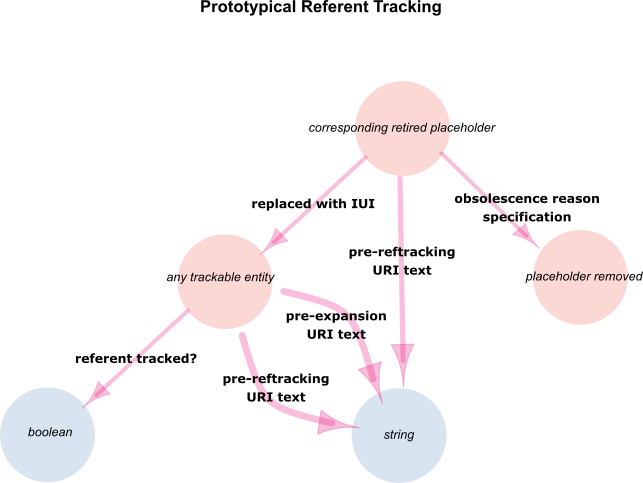 Prototypical Referent Tracking
corresponding retired placeholder
replaced with IUI
obsolescence reason
specification
pre-reftracking
URI text
any trackable entity
placeholder removed
pre-expansion
URI text
referent tracked?
pre-reftracking
URI text
boolean
string